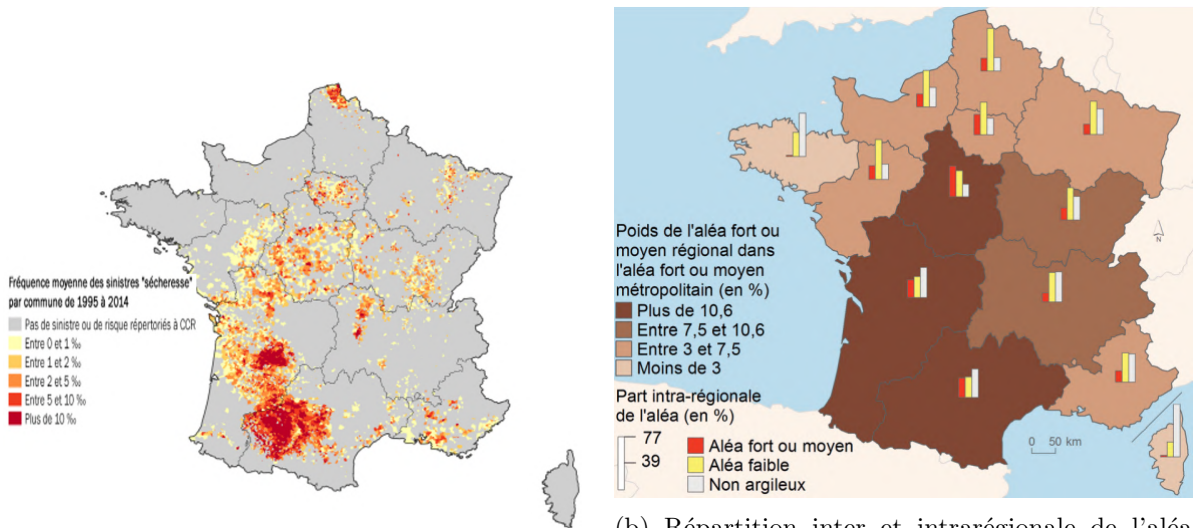 Fréquence moyenne des sinistres "sécheresse"
par commune de 1995 à 2014
Pas de sinistre ou de risque répertoriés à CCR
Entre 0 et 1 ‰
Entre 1 et 2 ‰
Entre 2 et 5 ‰
Entre 5 et 10 ‰
Plus de 10 ‰
Poids de l'aléa fort ou
moyen régional dans
l'aléa fort ou moyen
métropolitain (en %)
Plus de 10,6
Entre 7,5 et 10,6
Entre 3 et 7,5
Moins de 3
Part intra-régionale
de l'aléa (en %)
77
39
Aléa fort ou moyen
Aléa faible
Non argileux
N
0 50 km
(b) Répartition inter et intrarégionale de l'aléa